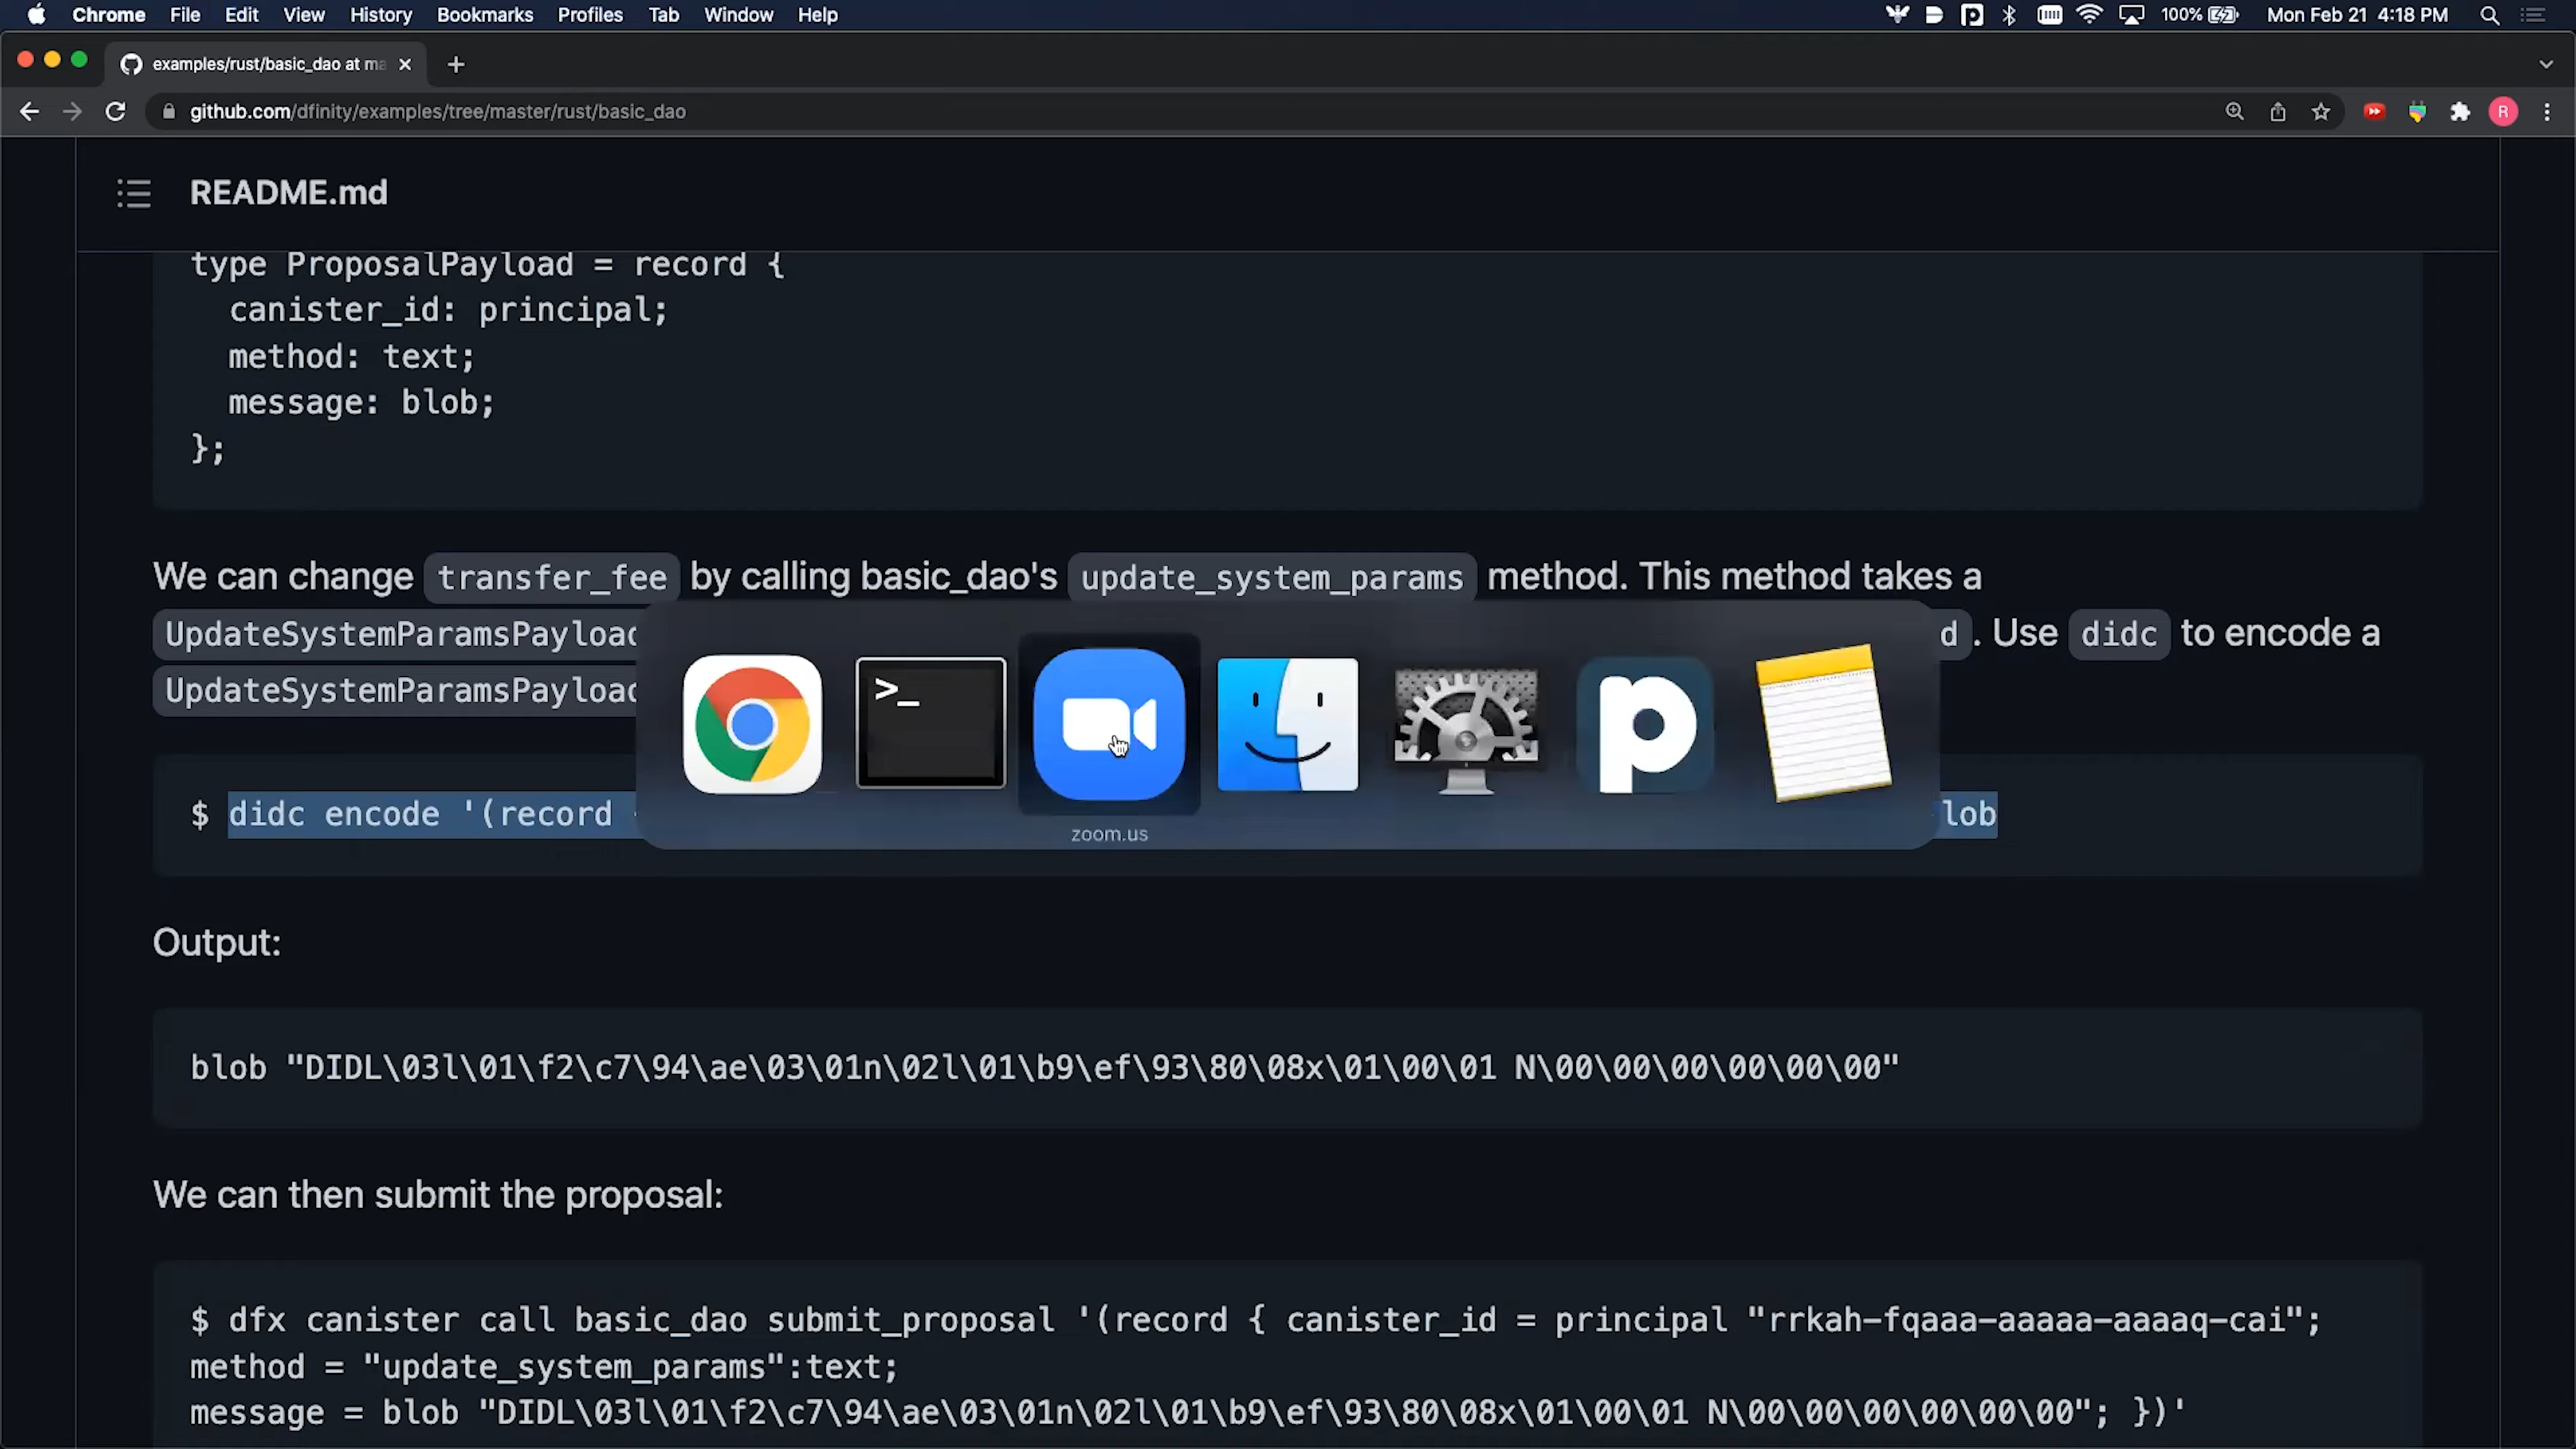 Chrome File Edit View History Bookmarks Profiles Tab Window Help 100% Mon Feb 21 4:18 PM
examples/rust/basic_dao at ma
github.com/dfinity/examples/tree/master/rust/basic_dao R
README.md
type ProposalPayload = record {
canister_id: principal;
method: text;
message: blob;
};
We can change transfer_fee by calling basic_dao's update_system_params method. This method takes a
UpdateSystemParamsPayload d . Use didc to encode a
UpdateSystemParamsPayload
>_
$ didc encode '(record lob
zoom.us
Output:
blob "DIDL\03l\01\f2\c7\94\ae\03\01n\02l\01\b9\ef\93\80\08x\01\00\01 N\00\00\00\00\00\00"
We can then submit the proposal:
$ dfx canister call basic_dao submit_proposal '(record { canister_id = principal "rrkah-fqaaa-aaaaa-aaaaq-cai";
method = "update_system_params":text;
message = blob "DIDL\03l\01\f2\c7\94\ae\03\01n\02l\01\b9\ef\93\80\08x\01\00\01 N\00\00\00\00\00\00"; })'